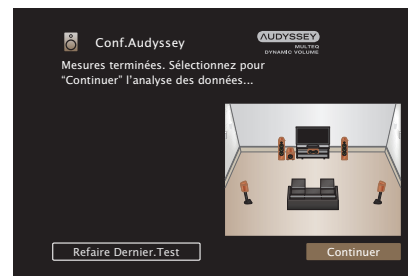 Conf.Audyssey
AUDYSSEY
MULTEQ
DYNAMIC VOLUME
Mesures terminées. Sélectionnez pour
“Continuer” l’analyse des données...
Refaire Dernier.Test
Continuer